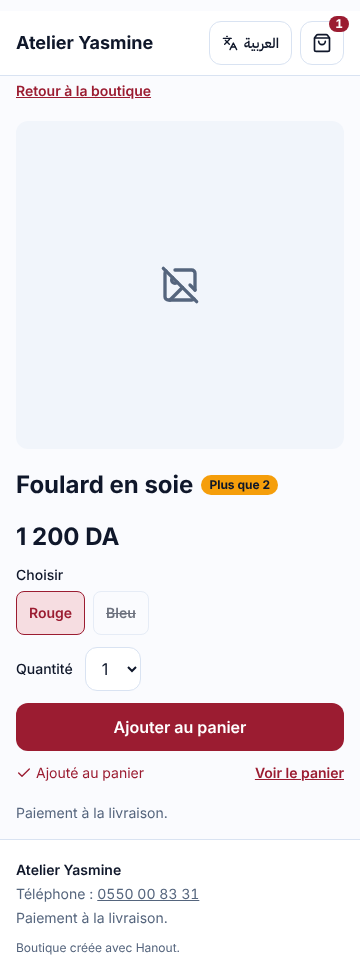 Atelier Yasmine
العربية
1
Retour à la boutique
Foulard en soie
Plus que 2
1 200 DA
Choisir
Rouge
Bleu
Quantité
1
Ajouter au panier
Ajouté au panier
Voir le panier
Paiement à la livraison.
Atelier Yasmine
Téléphone : 0550 00 83 31
Paiement à la livraison.
Boutique créée avec Hanout.